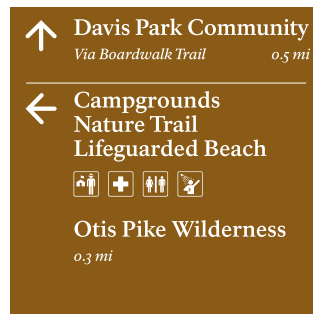 Davis Park Community
Via Boardwalk Trail 0.5 mi
Campgrounds
Nature Trail
Lifeguarded Beach
Otis Pike Wilderness
0.3 mi